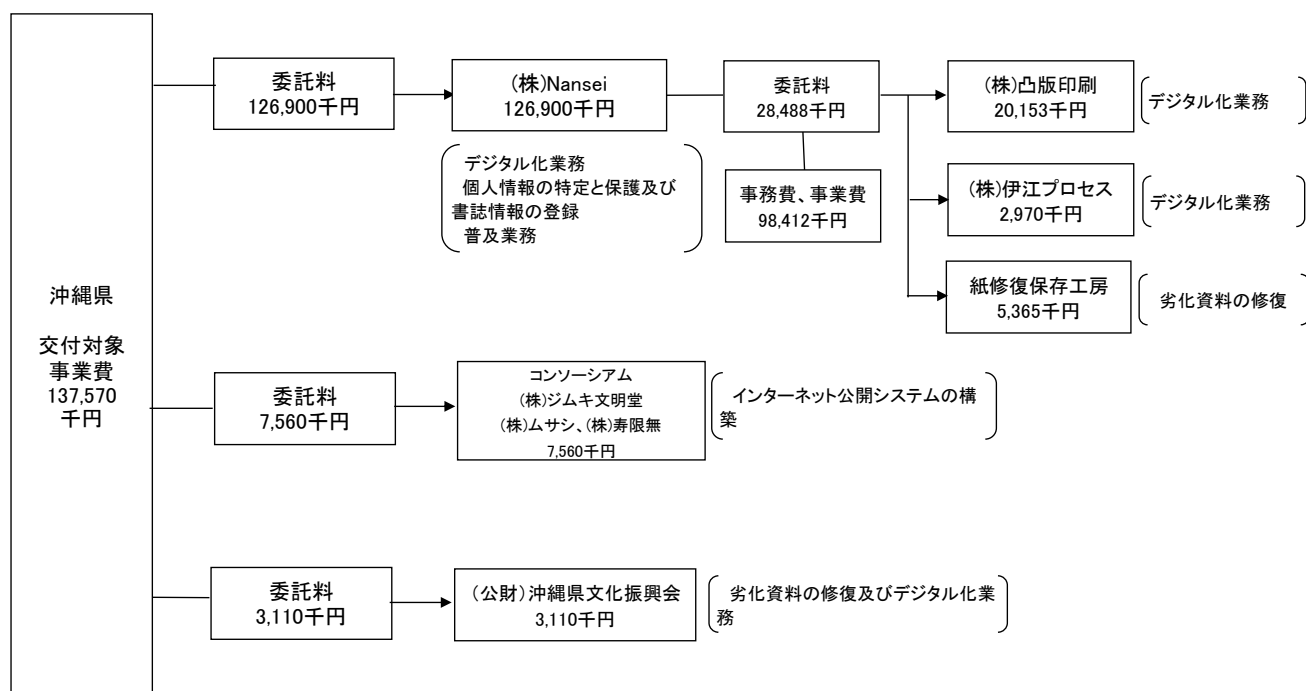 沖縄県
交付対象
事業費
137,570
千円
委託料
126,900千円
(株)Nansei
126,900千円
デジタル化業務
個人情報の特定と保護及び
書誌情報の登録
普及業務
委託料
28,488千円
事務費、事業費
98,412千円
(株)凸版印刷
20,153千円
デジタル化業務
(株)伊江プロセス
2,970千円
デジタル化業務
紙修復保存工房
5,365千円
劣化資料の修復
委託料
7,560千円
コンソーシアム
(株)ジムキ文明堂
(株)ムサシ、(株)寿限無
7,560千円
インターネット公開システムの構
築
委託料
3,110千円
(公財)沖縄県文化振興会
3,110千円
劣化資料の修復及びデジタル化業
務